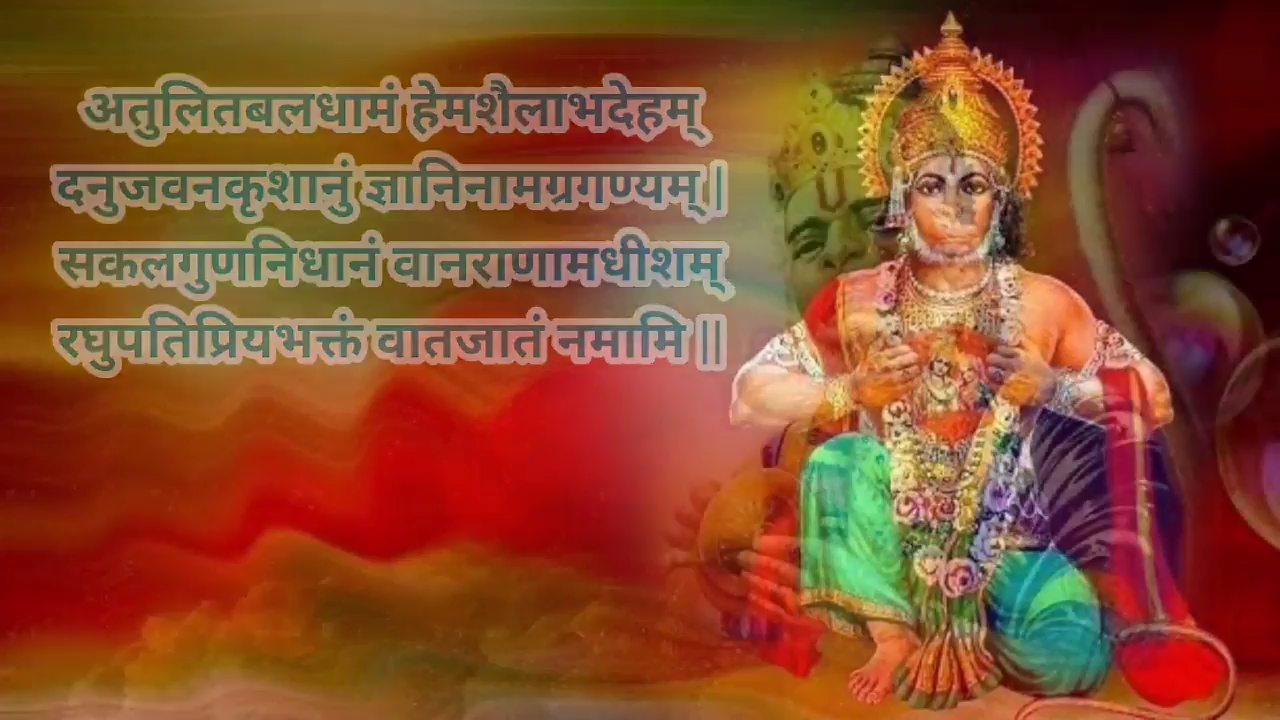 अतुलितबलधामं हेमशैलाभदेहम्
दनुजवनकृशानुं ज्ञानिनामग्रगण्यम् |
सकलगुणनिधानं वानराणामधीशम्
रघुपतिप्रियभक्तं वातजातं नमामि ||